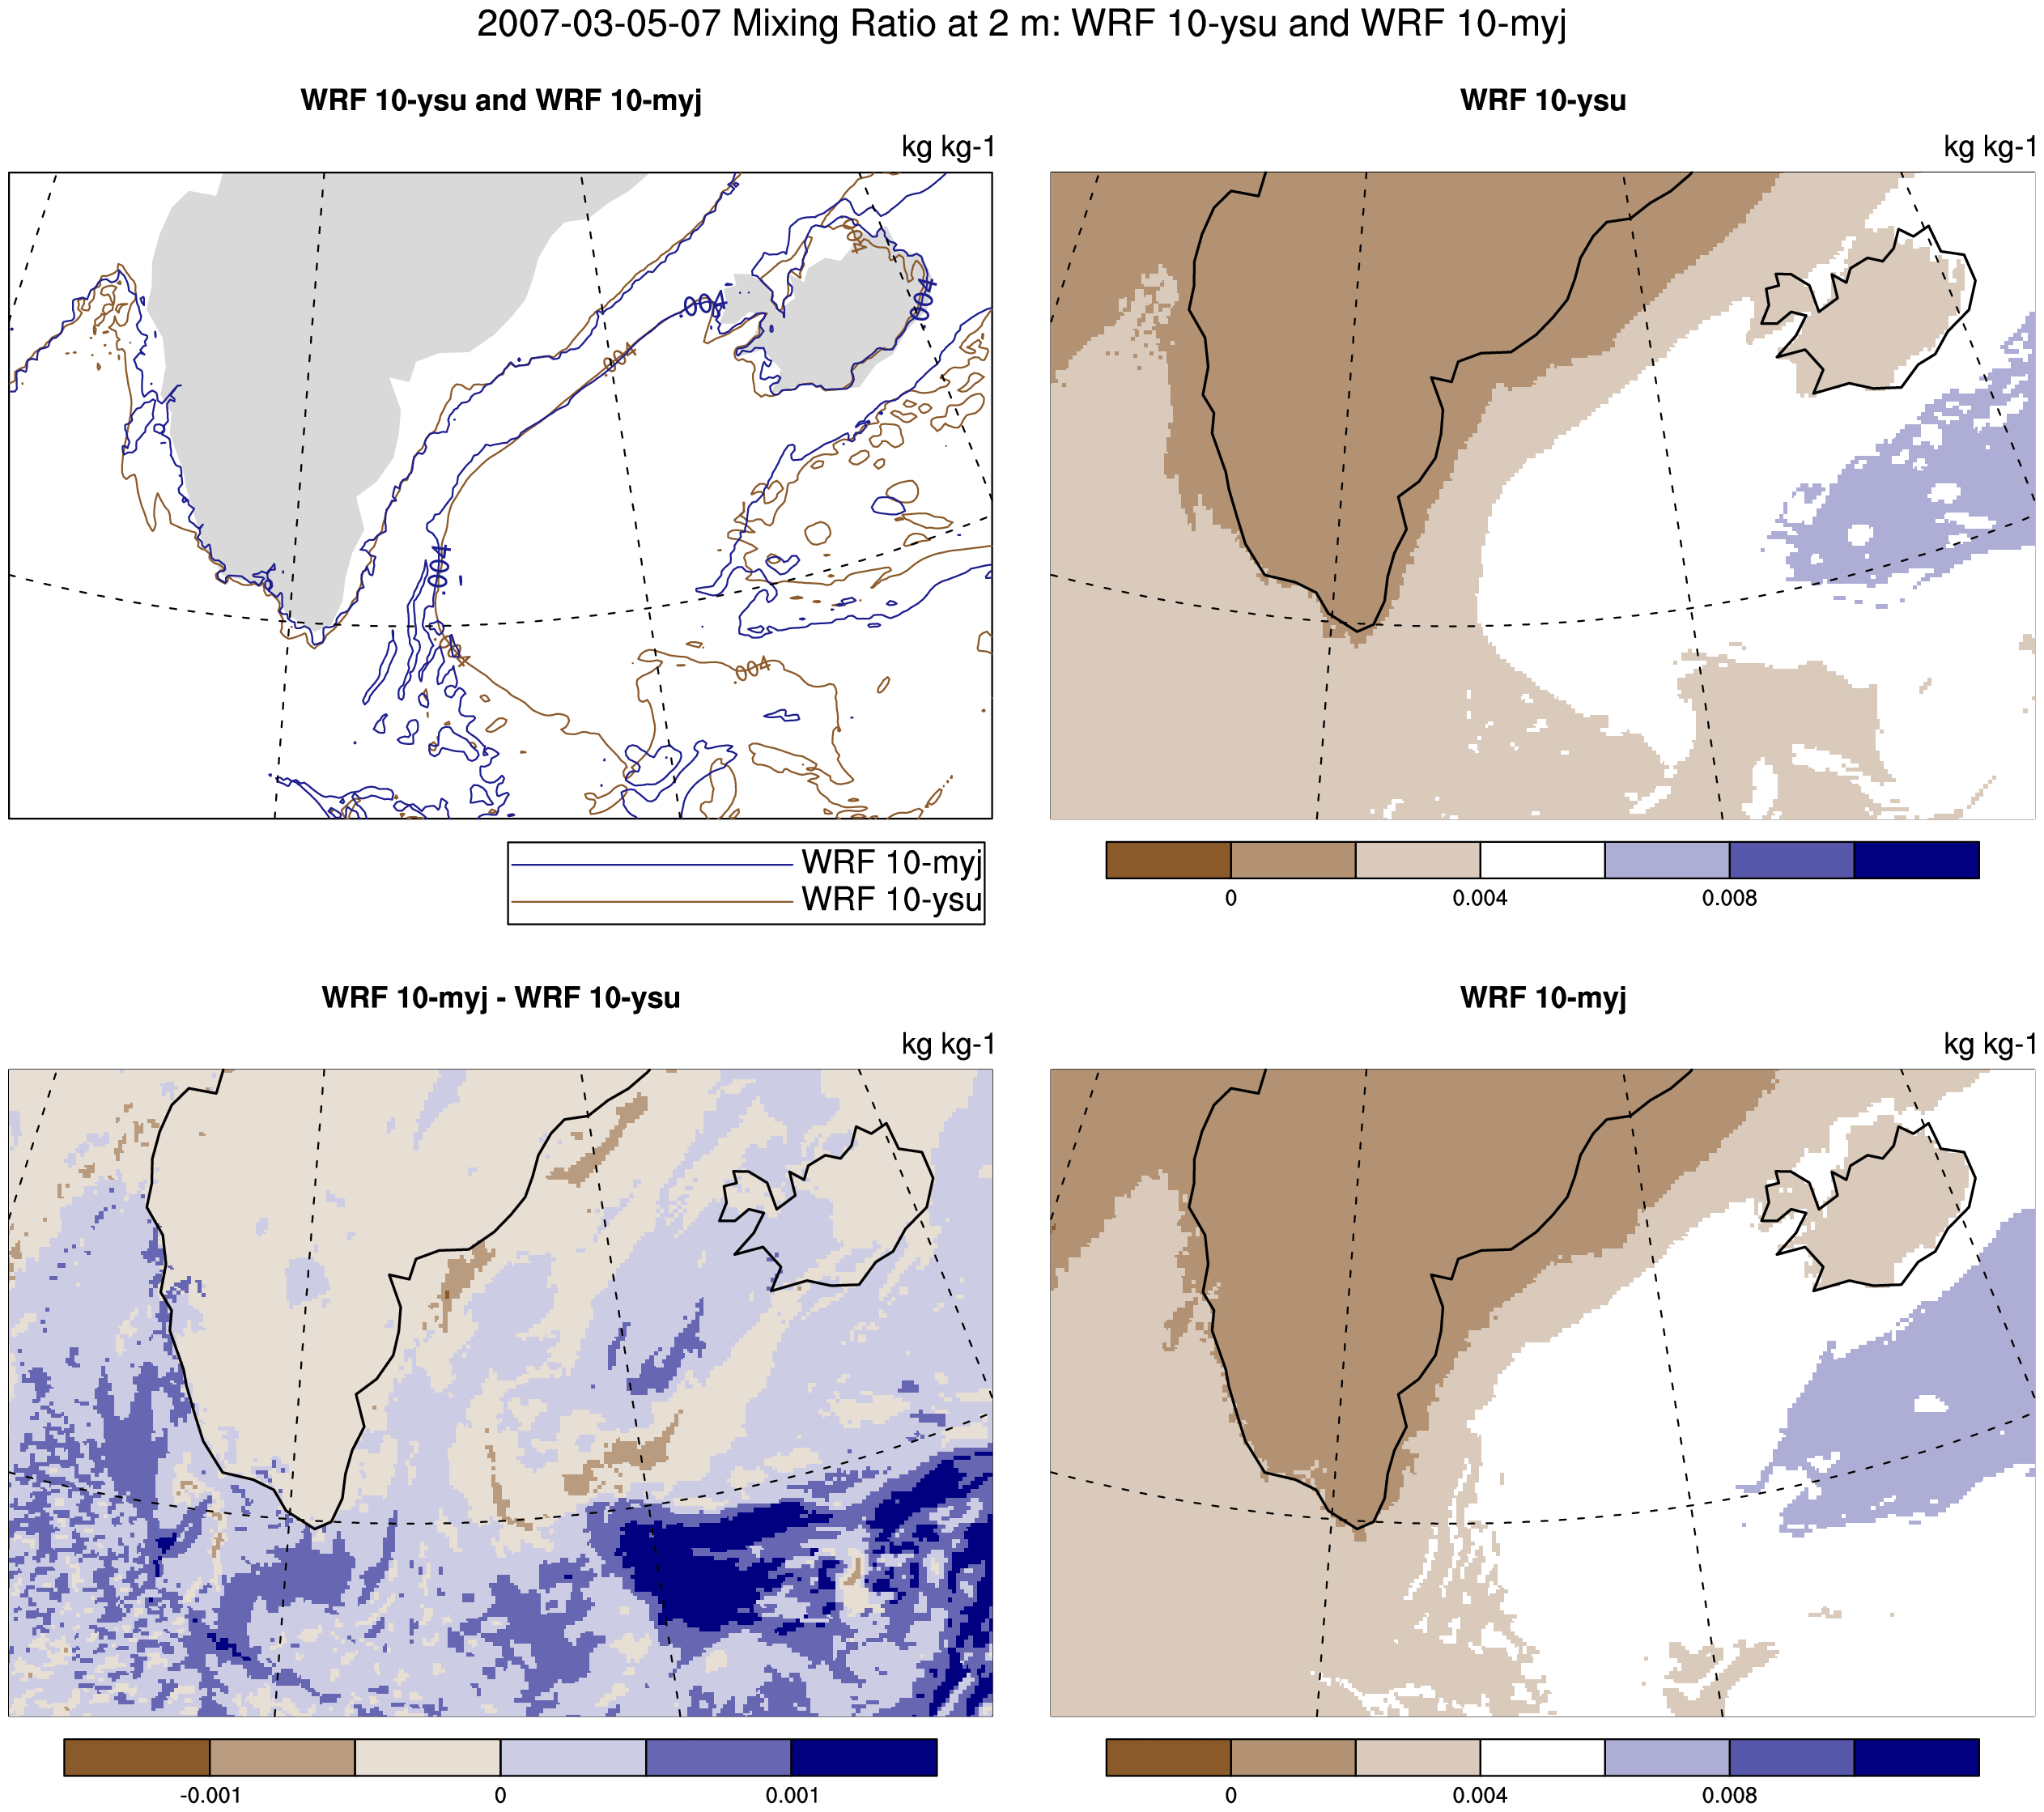 2007-03-05-07 Mixing Ratio at 2 m: WRF 10-ysu and WRF 10-myj
WRF 10-ysu and WRF 10-myj
kg kg-1
.004
.004
.004
.004
.004
.004
.004
WRF 10-myj
WRF 10-ysu
WRF 10-ysu
kg kg-1
0 0.004 0.008
WRF 10-myj - WRF 10-ysu
kg kg-1
-0.001 0 0.001
WRF 10-myj
kg kg-1
0 0.004 0.008